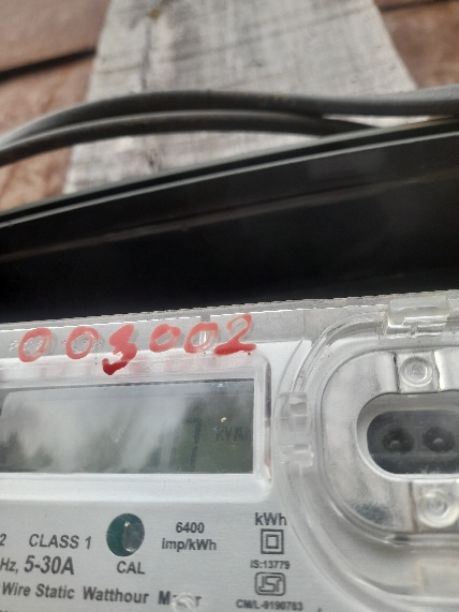 003002
kVA
2 CLASS 1
6400
imp/kWh
kWh
Hz, 5-30A
CAL
IS:13779
Wire Static Watthour
CM/L-9190783